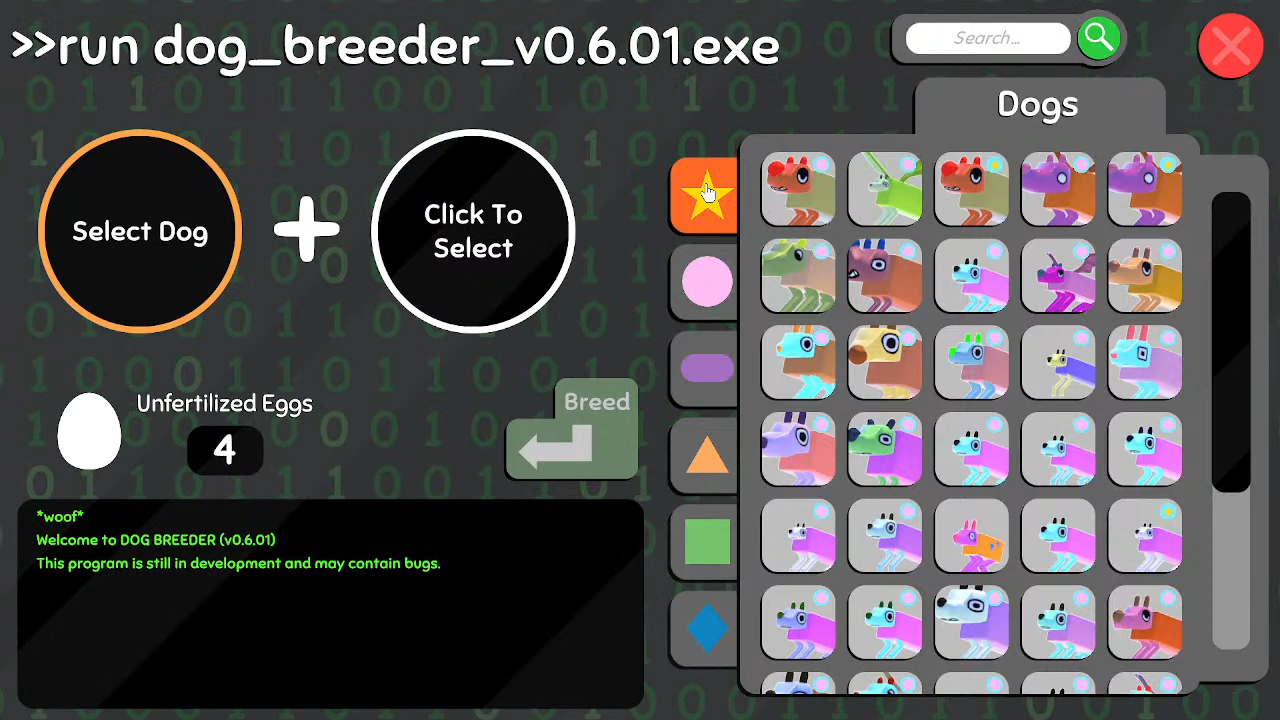 >>run dog_breeder_v0.6.01.exe
Search...
Dogs
Select Dog
Click To
Select
Unfertilized Eggs
4
Breed
*woof*
Welcome to DOG BREEDER (v0.6.01)
This program is still in development and may contain bugs.